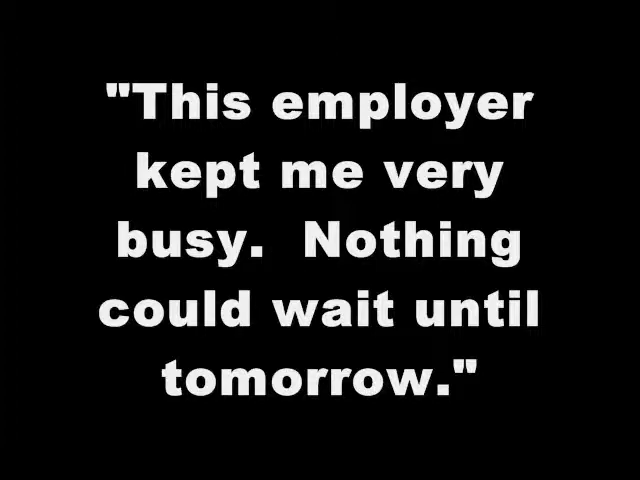 "This employer
kept me very
busy.  Nothing
could wait until
tomorrow."